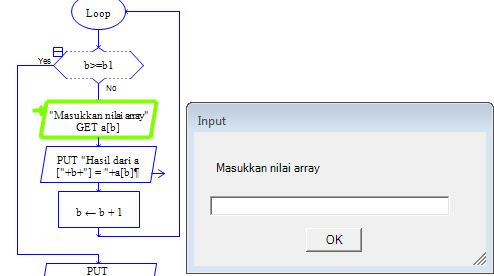 Loop
Yes
b>=b1
No
"Masukkan nilai array"
GET a[b]
PUT "Hasil dari a
["+b+"] = "+a[b]¶
b ← b + 1
PUT
Input
Masukkan nilai array
OK